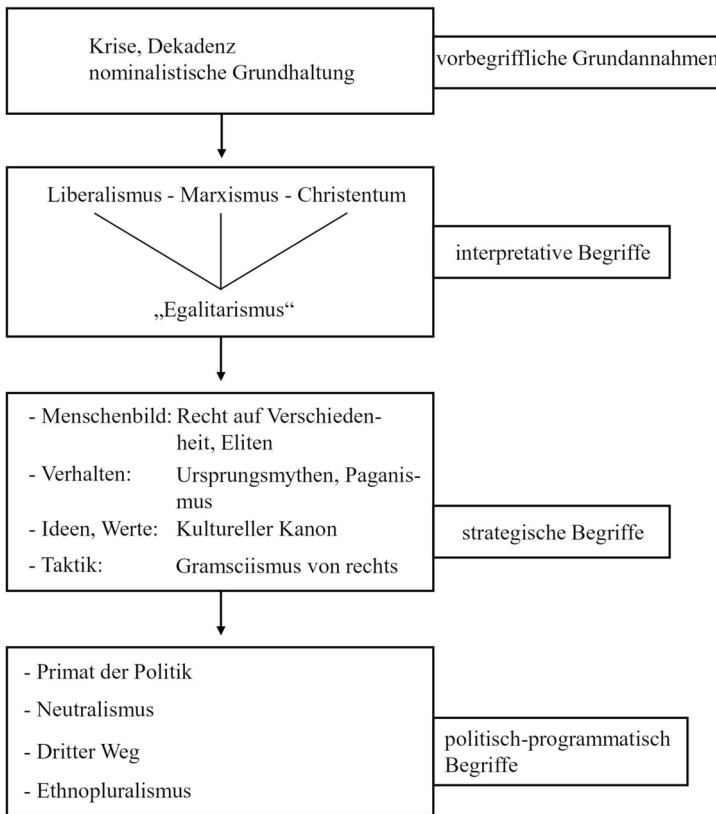 Krise, Dekadenz
nominalistische Grundhaltung
vorbegriffliche Grundannahmen
Liberalismus - Marxismus - Christentum
„Egalitarismus“
interpretative Begriffe
- Menschenbild: Recht auf Verschieden-
heit, Eliten
- Verhalten: Ursprungsmythen, Paganis-
mus
- Ideen, Werte: Kultureller Kanon
- Taktik: Gramsciismus von rechts
strategische Begriffe
- Primat der Politik
- Neutralismus
- Dritter Weg
- Ethnopluralismus
politisch-programmatisch
Begriffe